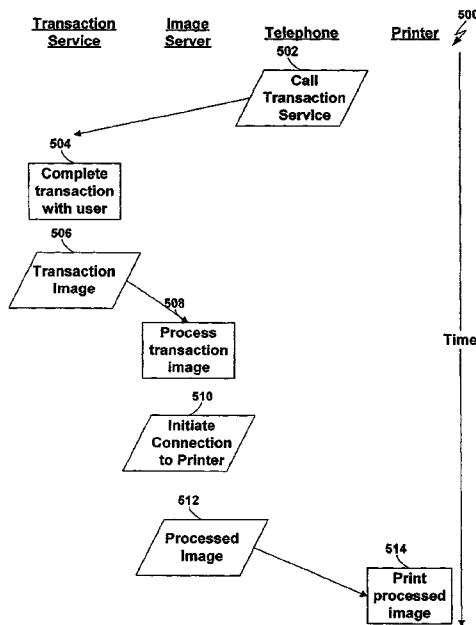 Transaction Service
Image Server
Telephone
Printer
500
502
Call
Transaction
Service
504
Complete
transaction
with user
506
Transaction
Image
508
Process
transaction
image
Time
510
Initiate
Connection
to Printer
512
Processed
Image
514
Print
processed
image